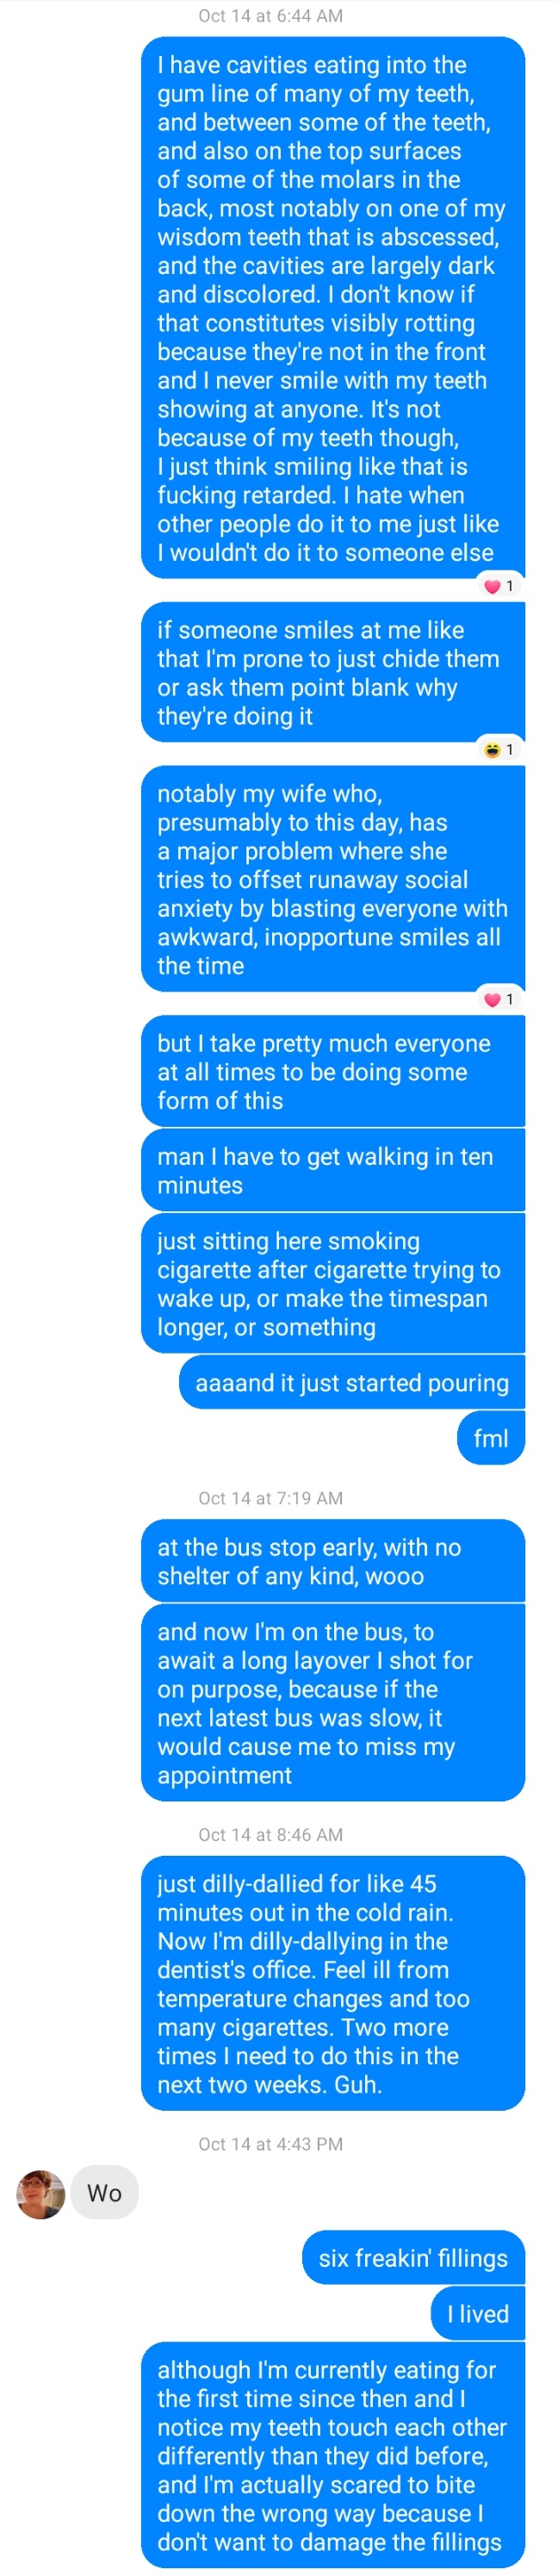 Oct 14 at 6:44 AM
I have cavities eating into the
gum line of many of my teeth,
and between some of the teeth,
and also on the top surfaces
of some of the molars in the
back, most notably on one of my
wisdom teeth that is abscessed,
and the cavities are largely dark
and discolored. I don't know if
that constitutes visibly rotting
because they're not in the front
and I never smile with my teeth
showing at anyone. It's not
because of my teeth though,
I just think smiling like that is
fucking retarded. I hate when
other people do it to me just like
I wouldn't do it to someone else
1
if someone smiles at me like
that I'm prone to just chide them
or ask them point blank why
they're doing it
1
notably my wife who,
presumably to this day, has
a major problem where she
tries to offset runaway social
anxiety by blasting everyone with
awkward, inopportune smiles all
the time
1
but I take pretty much everyone
at all times to be doing some
form of this
man I have to get walking in ten
minutes
just sitting here smoking
cigarette after cigarette trying to
wake up, or make the timespan
longer, or something
aaaand it just started pouring
fml
Oct 14 at 7:19 AM
at the bus stop early, with no
shelter of any kind, wooo
and now I'm on the bus, to
await a long layover I shot for
on purpose, because if the
next latest bus was slow, it
would cause me to miss my
appointment
Oct 14 at 8:46 AM
just dilly-dallied for like 45
minutes out in the cold rain.
Now I'm dilly-dallying in the
dentist's office. Feel ill from
temperature changes and too
many cigarettes. Two more
times I need to do this in the
next two weeks. Guh.
Oct 14 at 4:43 PM
Wo
six freakin' fillings
I lived
although I'm currently eating for
the first time since then and I
notice my teeth touch each other
differently than they did before,
and I'm actually scared to bite
down the wrong way because I
don't want to damage the fillings